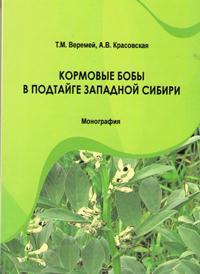 Т.М. Веремей, А.В. Красовская
КОРМОВЫЕ БОБЫ
В ПОДТАЙГЕ ЗАПАДНОЙ СИБИРИ
Монография